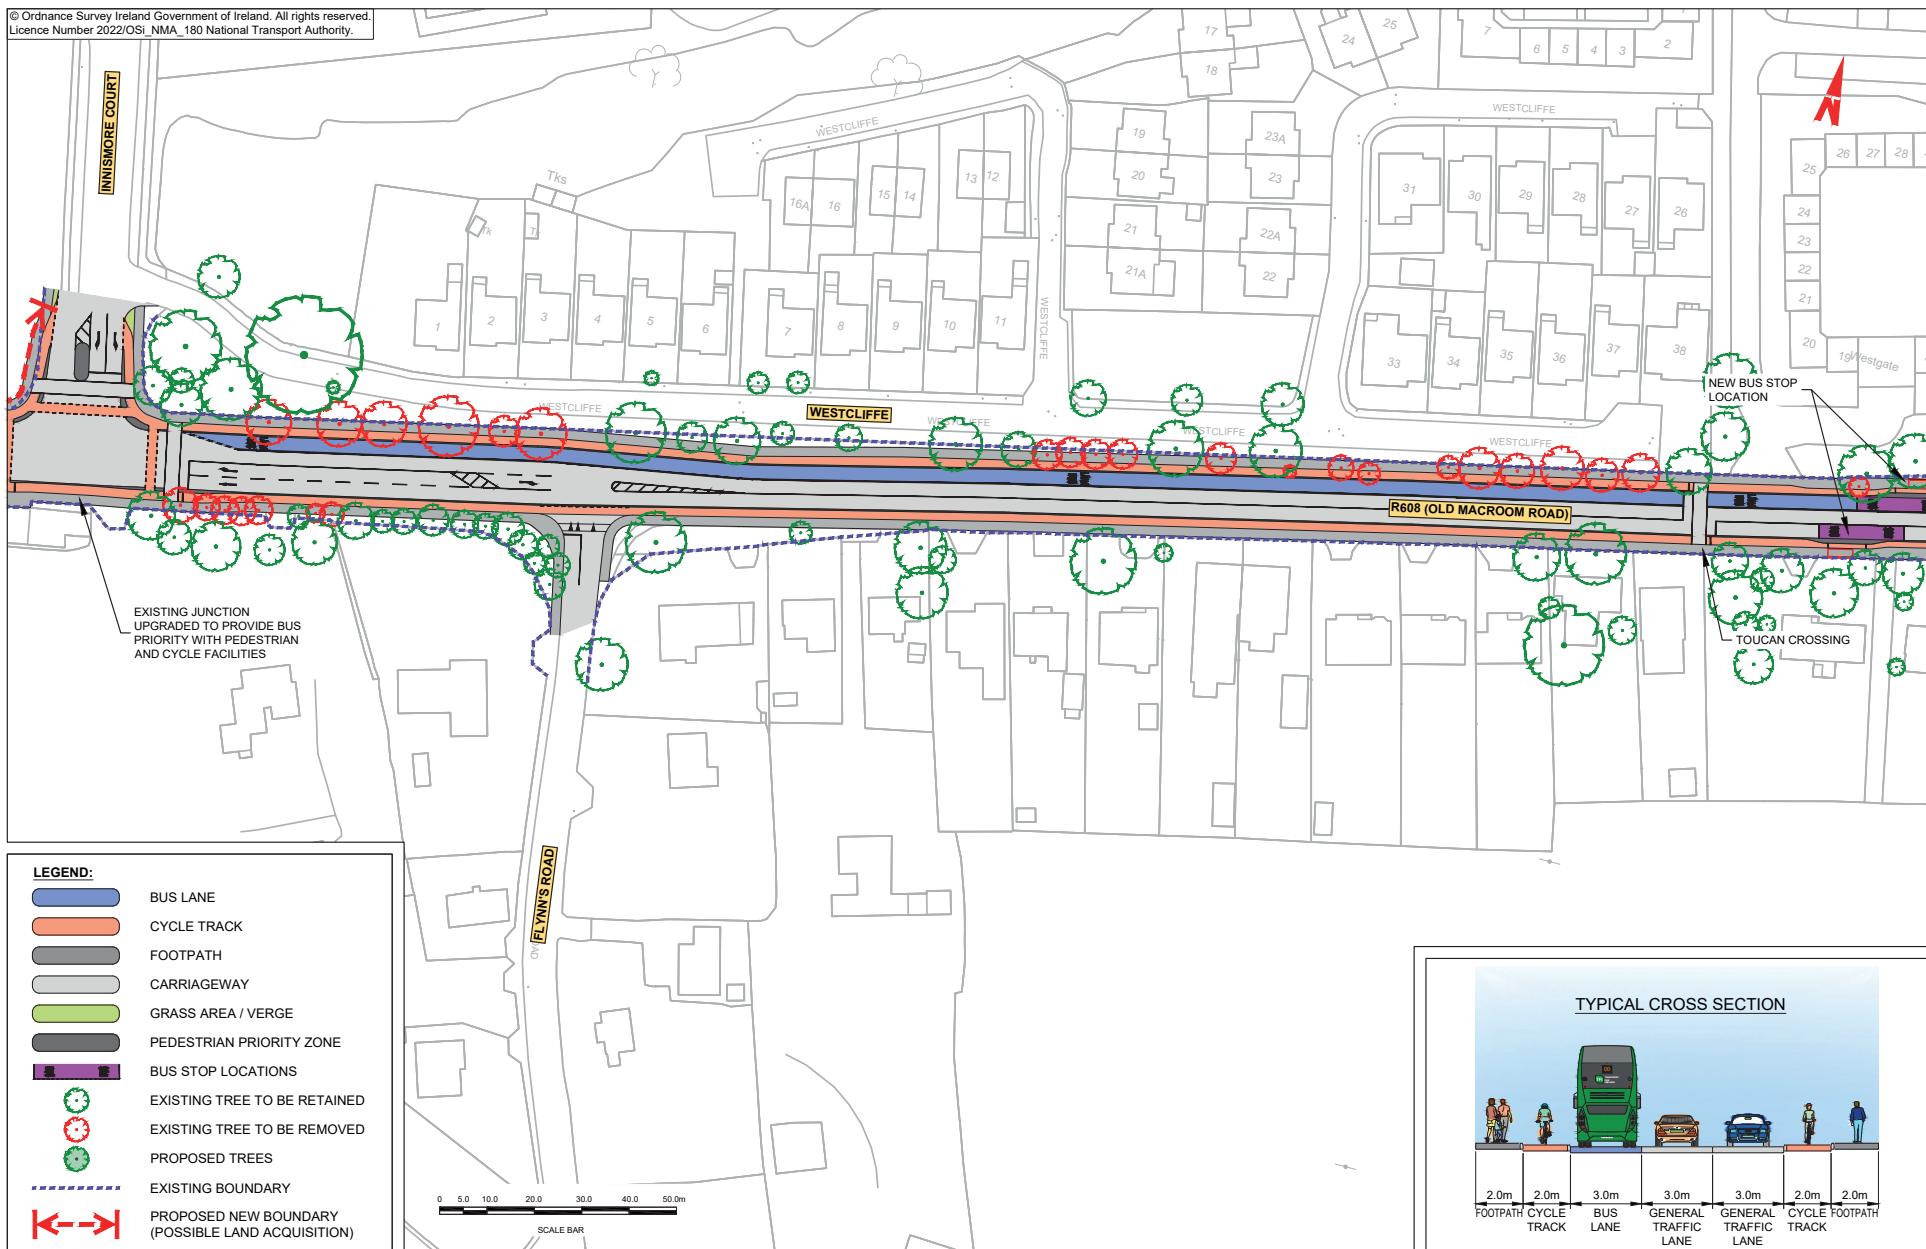 © Ordnance Survey Ireland Government of Ireland. All rights reserved.
Licence Number 2022/OSi_NMA_180 National Transport Authority.
INNISMORE COURT
17
18
24
25
7
6
5
4
3
2
N
WESTCLIFFE
WESTCLIFFE
Tks
Tk
16A
16
15
14
13
12
19
20
23A
23
21
21A
22A
22
31
30
29
28
27
26
25
26
27
28
24
23
22
21
20
19
Westgate
1
2
3
4
5
6
7
8
9
10
11
WESTCLIFFE
33
34
35
36
37
38
NEW BUS STOP
LOCATION
WESTCLIFFE
WESTCLIFFE
WESTCLIFFE
WESTCLIFFE
WESTCLIFFE
R608 (OLD MACROOM ROAD)
EXISTING JUNCTION
UPGRADED TO PROVIDE BUS
PRIORITY WITH PEDESTRIAN
AND CYCLE FACILITIES
TOUCAN CROSSING
FLYNN'S ROAD
LEGEND:
BUS LANE
CYCLE TRACK
FOOTPATH
CARRIAGEWAY
GRASS AREA / VERGE
PEDESTRIAN PRIORITY ZONE
BUS STOP LOCATIONS
EXISTING TREE TO BE RETAINED
EXISTING TREE TO BE REMOVED
PROPOSED TREES
EXISTING BOUNDARY
PROPOSED NEW BOUNDARY
(POSSIBLE LAND ACQUISITION)
0 5.0 10.0 20.0 30.0 40.0 50.0m
SCALE BAR
TYPICAL CROSS SECTION
2.0m 2.0m 3.0m 3.0m 3.0m 2.0m 2.0m
FOOTPATH CYCLE TRACK BUS LANE GENERAL TRAFFIC LANE GENERAL TRAFFIC LANE CYCLE TRACK FOOTPATH